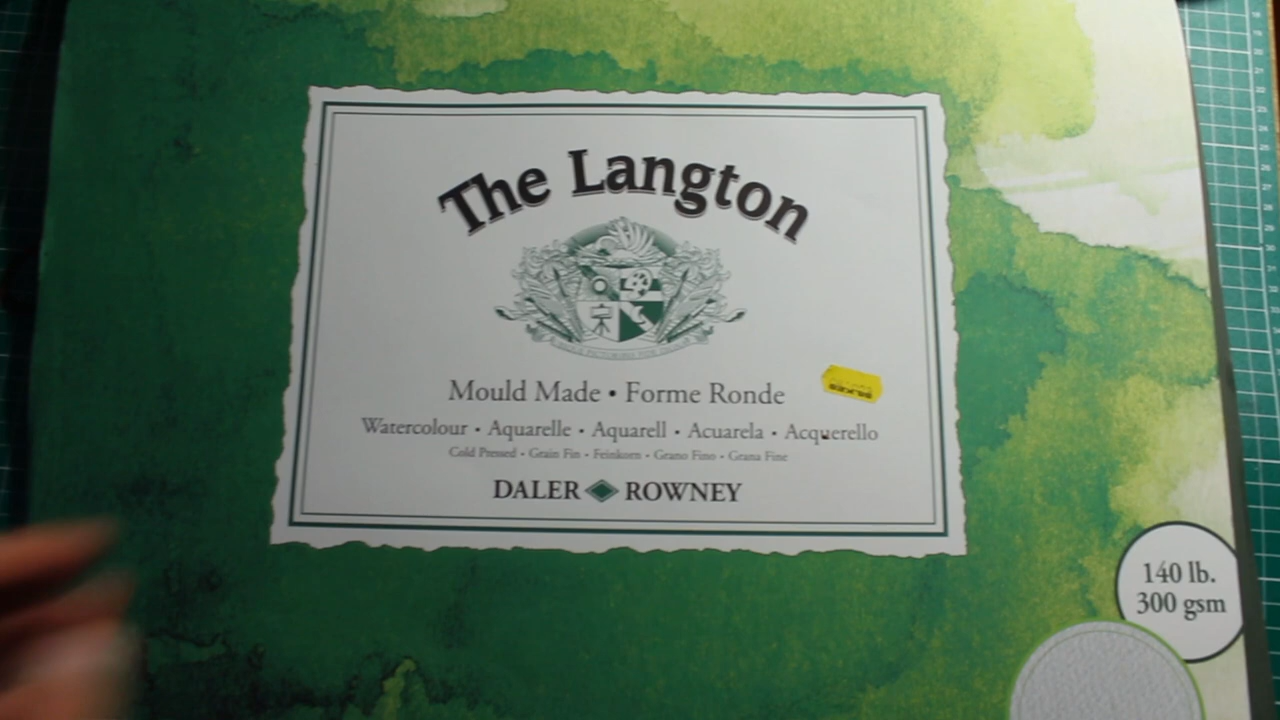 The Langton
Mould Made • Forme Ronde
Watercolour • Aquarelle • Aquarell • Acuarela • Acquerello
Cold Pressed • Grain Fin • Feinkorn • Grano Fino • Grana Fine
DALER ROWNEY
140 lb.
300 gsm